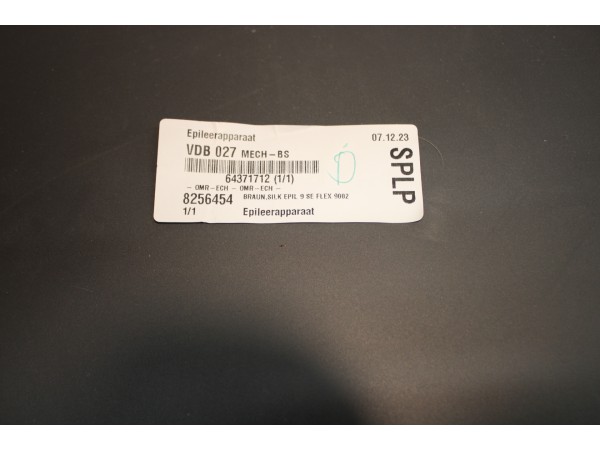 Epileerapparaat
07.12.23
VDB 027 MECH-BS
SPLP
64371712 (1/1)
- OMR-ECH - OMR-ECH -
8256454
BRAUN,SILK EPIL 9 SE FLEX 9002
1/1
Epileerapparaat